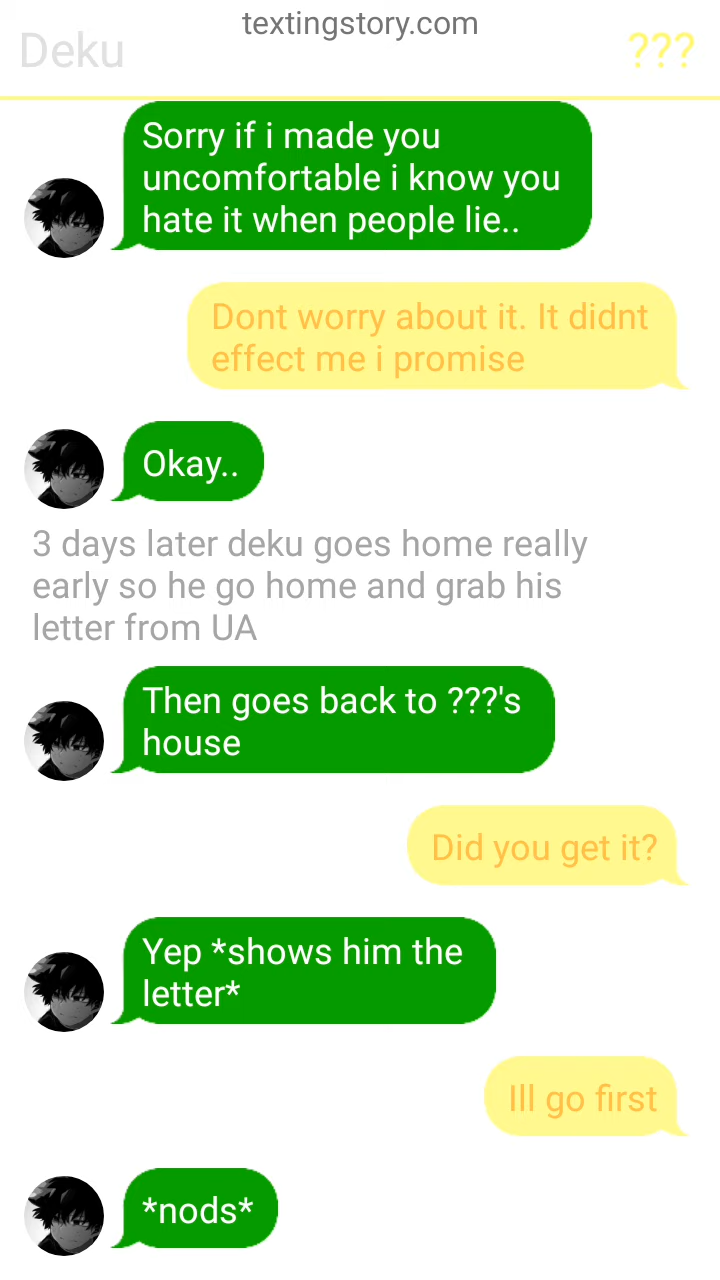 textingstory.com
Deku
???
Sorry if i made you
uncomfortable i know you
hate it when people lie..
Dont worry about it. It didnt
effect me i promise
Okay..
3 days later deku goes home really
early so he go home and grab his
letter from UA
Then goes back to ???'s
house
Did you get it?
Yep *shows him the
letter*
Ill go first
*nods*